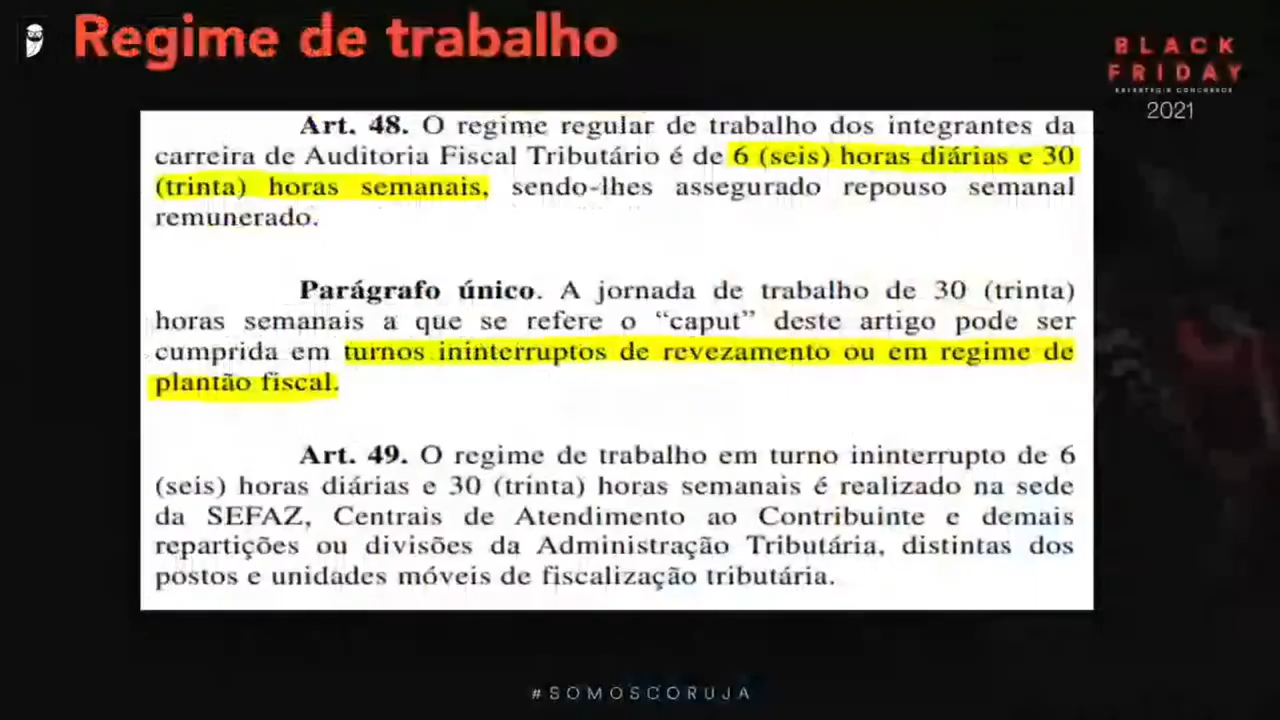 Regime de trabalho
BLACK
FRIDAY
ESTRATÉGIA CONCURSOS
2021
Art. 48. O regime regular de trabalho dos integrantes da
carreira de Auditoria Fiscal Tributário é de 6 (seis) horas diárias e 30
(trinta) horas semanais, sendo-lhes assegurado repouso semanal
remunerado.
Parágrafo único. A jornada de trabalho de 30 (trinta)
horas semanais a que se refere o “caput” deste artigo pode ser
cumprida em turnos ininterruptos de revezamento ou em regime de
plantão fiscal.
Art. 49. O regime de trabalho em turno ininterrupto de 6
(seis) horas diárias e 30 (trinta) horas semanais é realizado na sede
da SEFAZ, Centrais de Atendimento ao Contribuinte e demais
repartições ou divisões da Administração Tributária, distintas dos
postos e unidades móveis de fiscalização tributária.
#SOMOSCORUJA